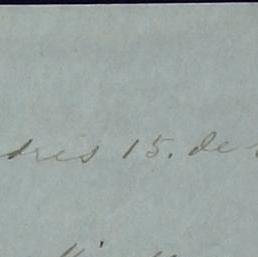 dres 15. de